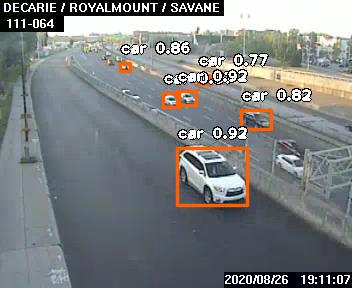 DECARIE / ROYALMOUNT / SAVANE
111-064
car 0.86
car 0.77
car 0.92
car 0.82
car 0.92
2020/08/26 19:11:07